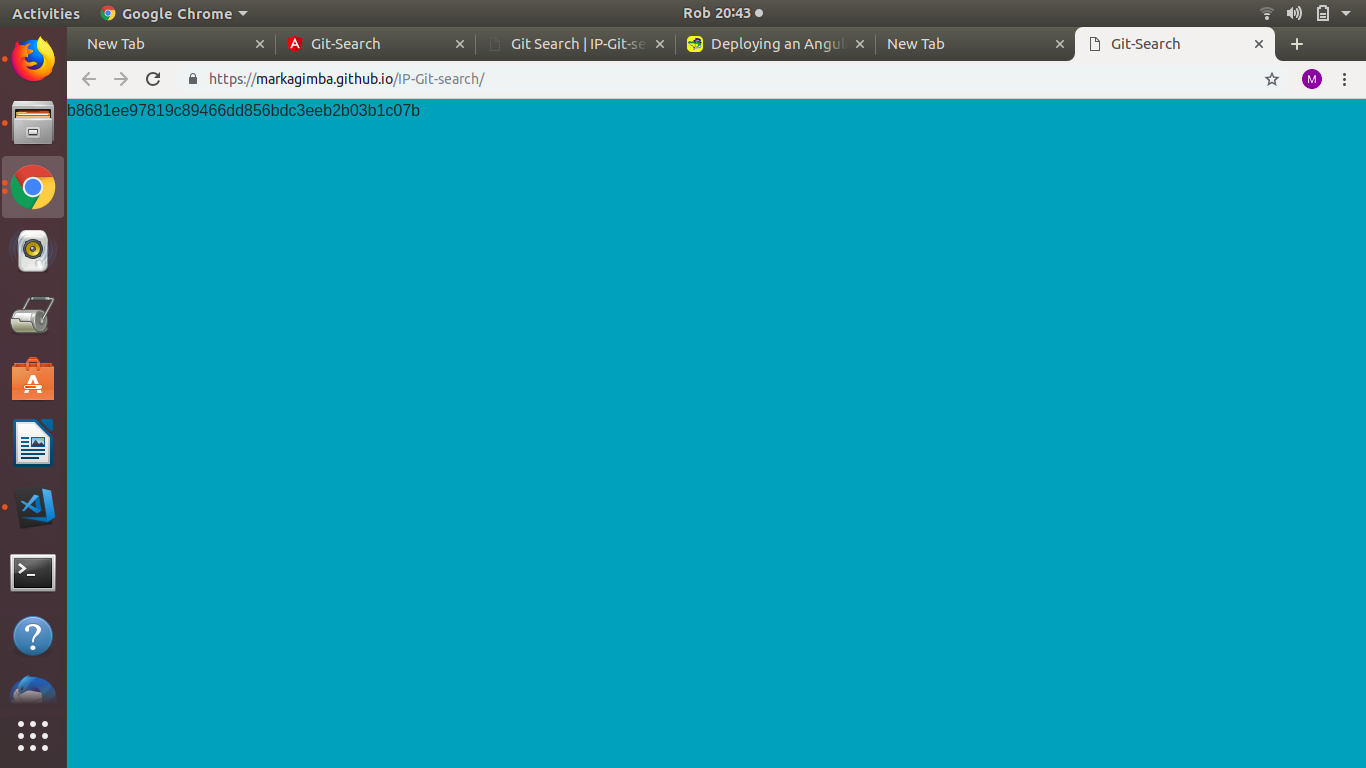 Activities Google Chrome Rob 20:43
New Tab Git-Search Git Search | IP-Git-se Deploying an Angul New Tab Git-Search
https://markagimba.github.io/IP-Git-search/ M
b8681ee97819c89466dd856bdc3eeb2b03b1c07b